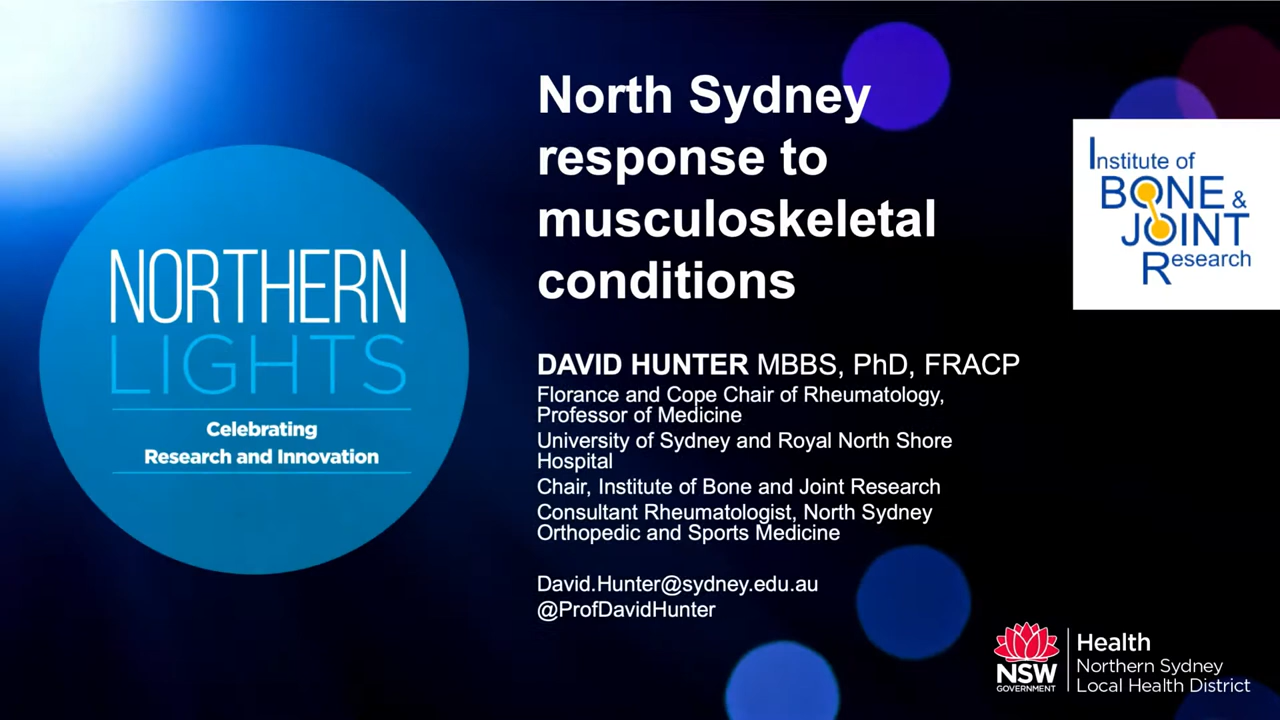 NORTHERN
LIGHTS
Celebrating
Research and Innovation
North Sydney
response to
musculoskeletal
conditions
DAVID HUNTER MBBS, PhD, FRACP
Florance and Cope Chair of Rheumatology,
Professor of Medicine
University of Sydney and Royal North Shore
Hospital
Chair, Institute of Bone and Joint Research
Consultant Rheumatologist, North Sydney
Orthopedic and Sports Medicine
David.Hunter@sydney.edu.au
@ProfDavidHunter
Institute of
BONE &
JOINT
Research
NSW
GOVERNMENT
Health
Northern Sydney
Local Health District